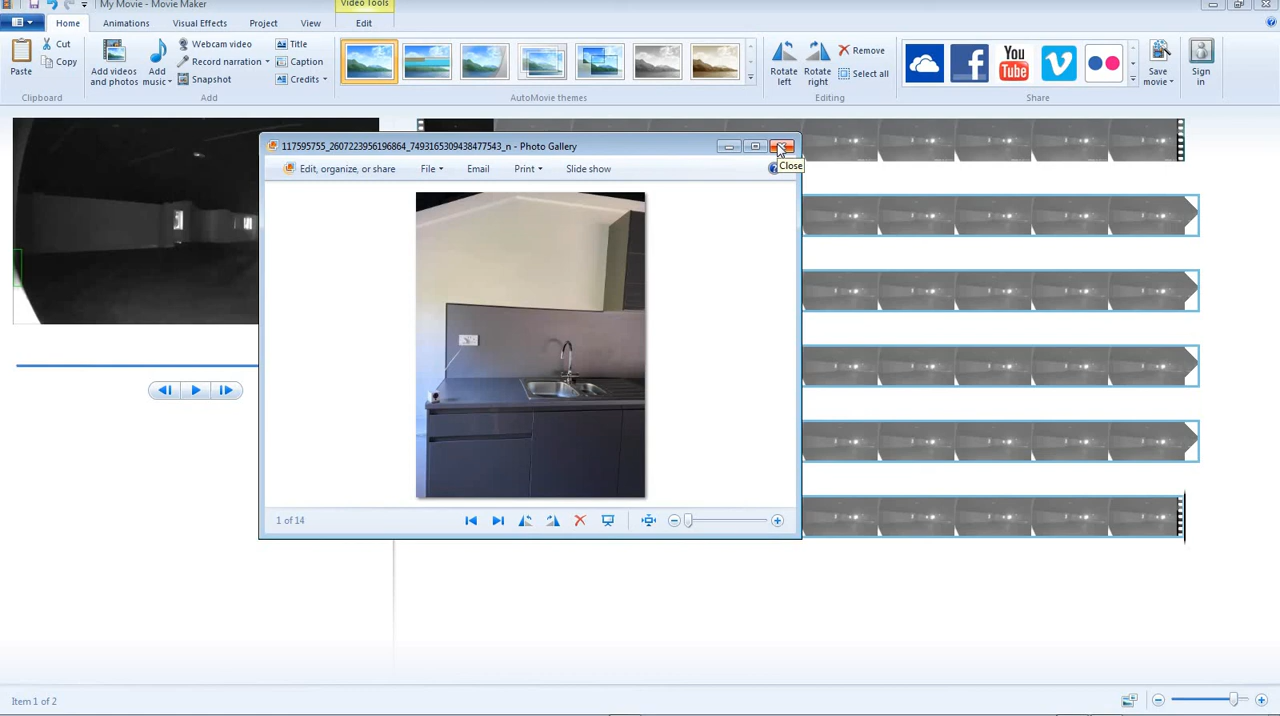 My Movie - Movie Maker
Video Tools
Home
Animations
Visual Effects
Project
View
Edit
Paste
Cut
Copy
Clipboard
Add videos
and photos
Add
music
Webcam video
Record narration
Snapshot
Title
Caption
Credits
Add
AutoMovie themes
Rotate
left
Rotate
right
Remove
Select all
Editing
You
Tube
Share
Save
movie
Sign
in
117595755_2607223956196864_7493165309438477543_n - Photo Gallery
Close
Edit, organize, or share
File
Email
Print
Slide show
1 of 14
Item 1 of 2